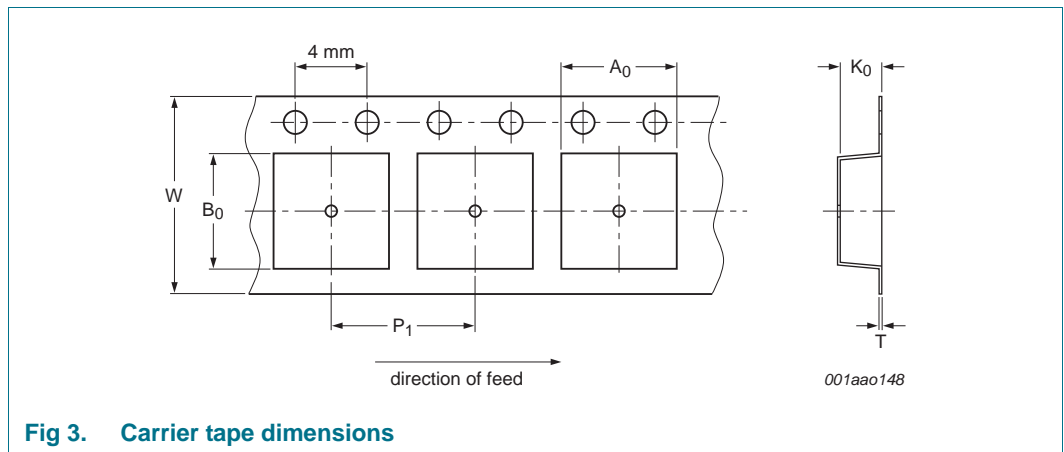 4 mm
A0
K0
W
B0
P1
T
direction of feed
001aao148
Fig 3. Carrier tape dimensions